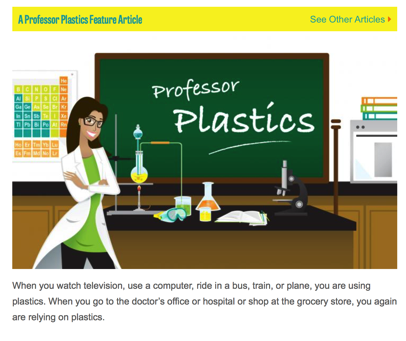 A Professor Plastics Feature Article
See Other Articles
Professor
Plastics
When you watch television, use a computer, ride in a bus, train, or plane, you are using
plastics. When you go to the doctor's office or hospital or shop at the grocery store, you again
are relying on plastics.